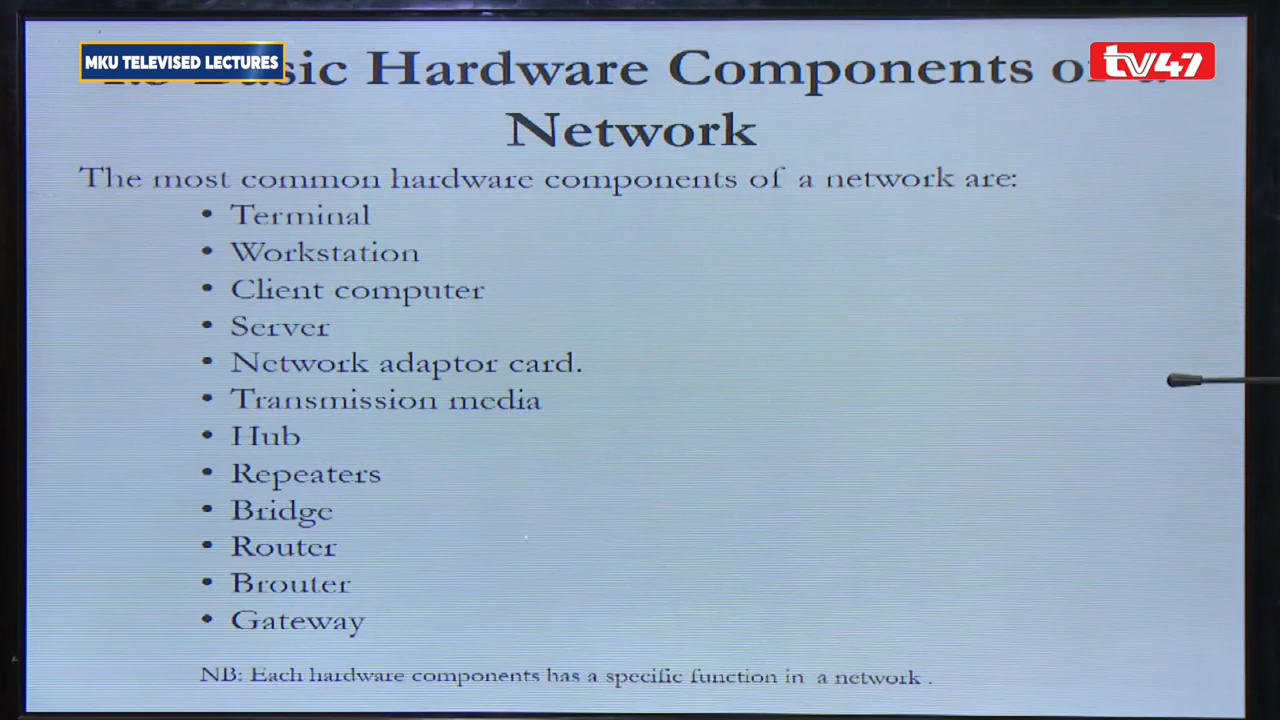 MKU TELEVISED LECTURES
tv47
Basic Hardware Components
Network
The most common hardware components of a network are:
• Terminal
• Workstation
• Client computer
• Server
• Network adaptor card.
• Transmission media
• Hub
• Repeaters
• Bridge
• Router
• Brouter
• Gateway
NB: Each hardware components has a specific function in a network .